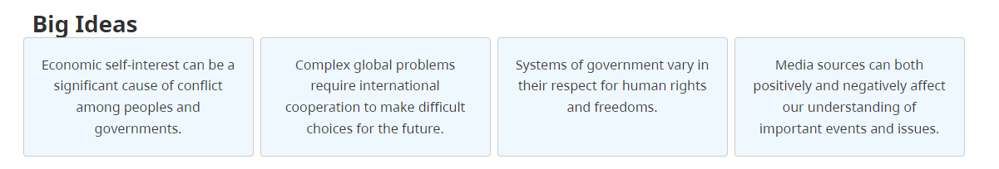 Big Ideas
Economic self-interest can be a
significant cause of conflict
among peoples and
governments.
Complex global problems
require international
cooperation to make difficult
choices for the future.
Systems of government vary in
their respect for human rights
and freedoms.
Media sources can both
positively and negatively affect
our understanding of
important events and issues.